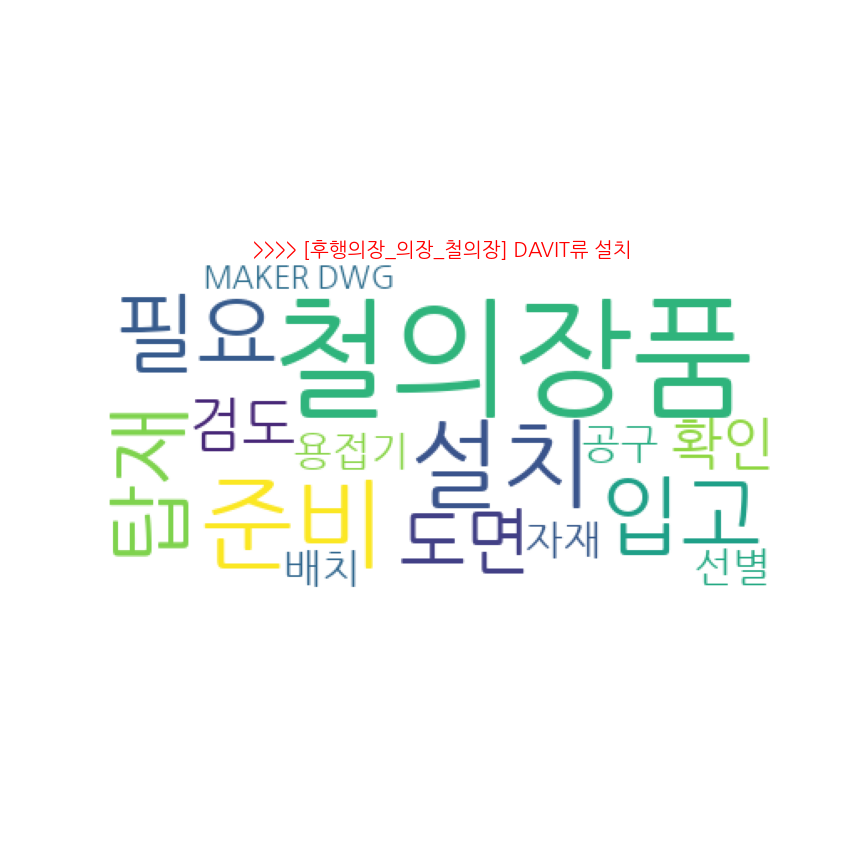 >>>> [후행의장_의장_철의장] DAVIT류 설치
MAKER DWG
필요
철의장품
탑재
검도
용접기
설치
공구
확인
준비
도면
자재
입고
배치
선별